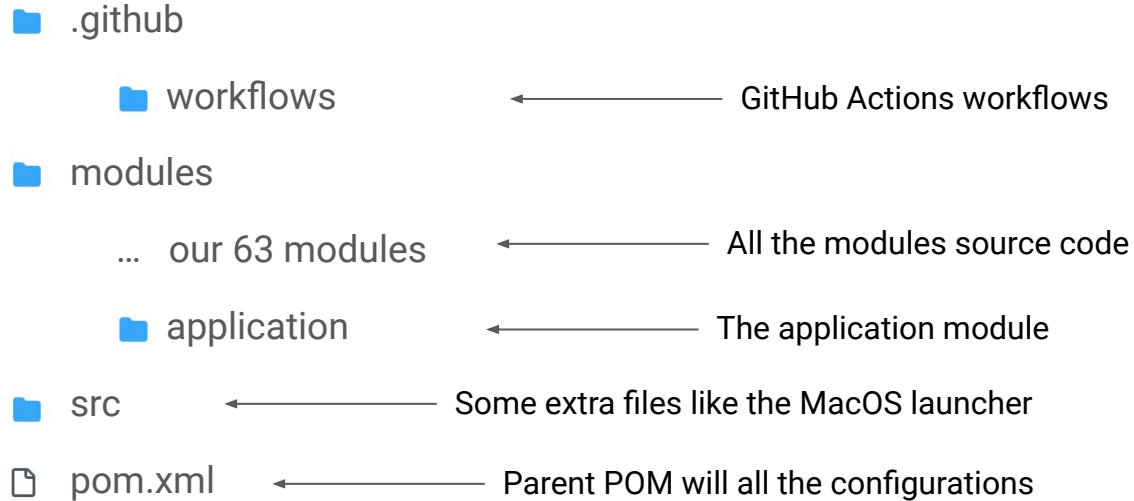 .github
workflows GitHub Actions workflows
modules
... our 63 modules All the modules source code
application The application module
src Some extra files like the MacOS launcher
pom.xml Parent POM will all the configurations